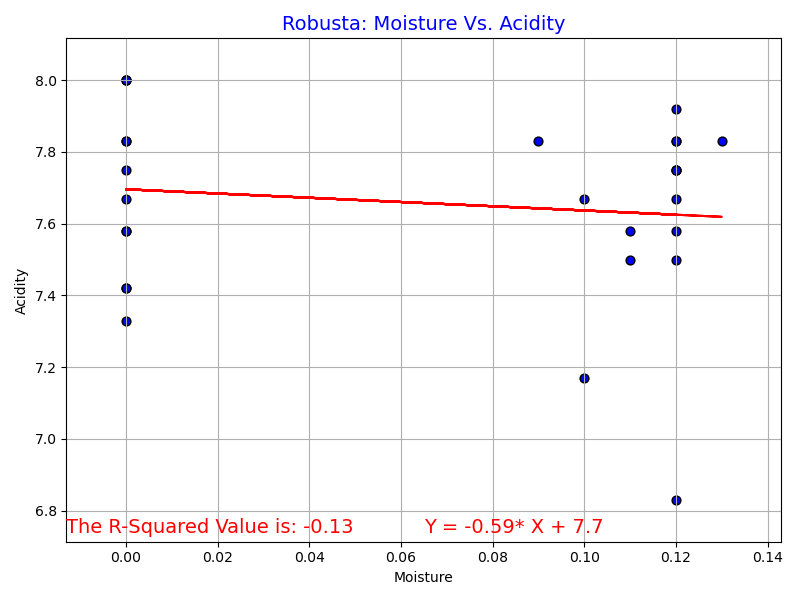 Robusta: Moisture Vs. Acidity
Acidity
8.0
7.8
7.6
7.4
7.2
7.0
6.8
The R-Squared Value is: -0.13
Y = -0.59* X + 7.7
0.00 0.02 0.04 0.06 0.08 0.10 0.12 0.14
Moisture